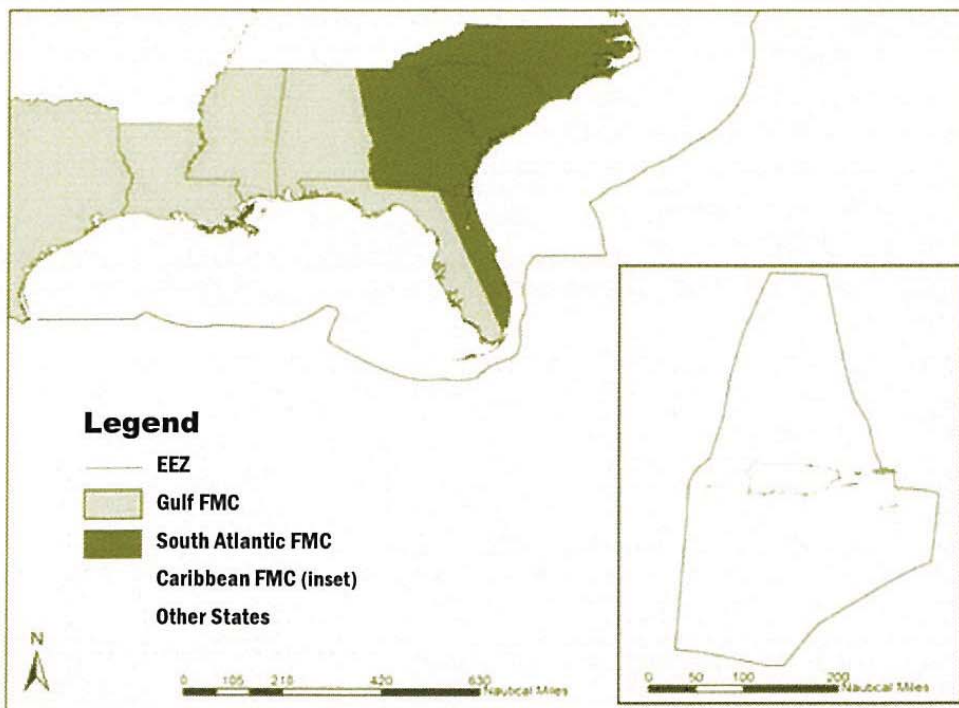 Legend
EEZ
Gulf FMC
South Atlantic FMC
Caribbean FMC (inset)
Other States
N
0 105 210 420 630
Nautical Miles
0 50 100 200
Nautical Miles